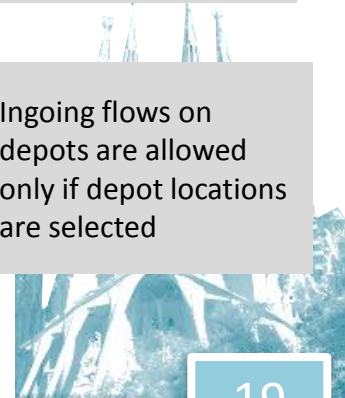 Ingoing flows on
depots are allowed
only if depot locations
are selected
19